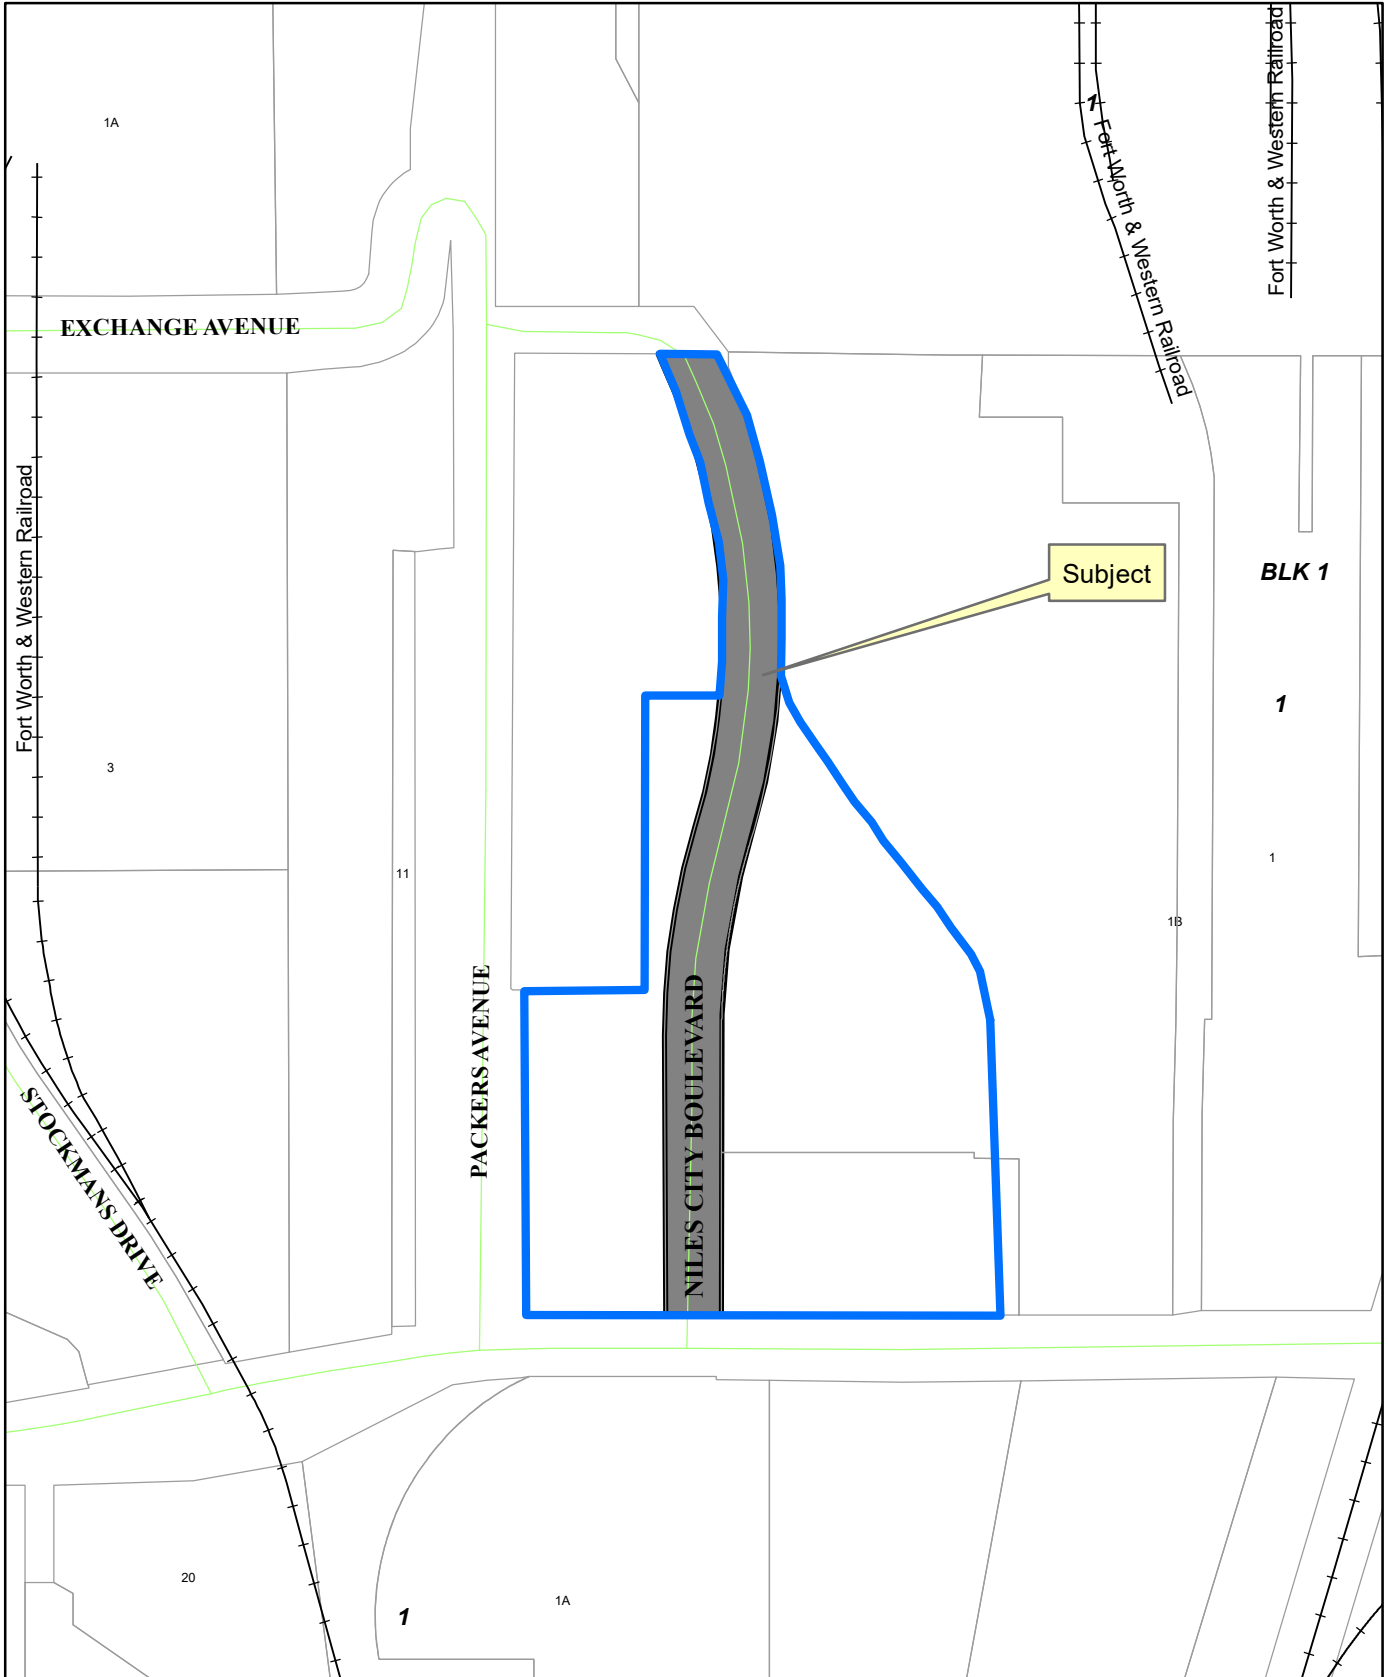 1A
1
Fort Worth & Western Railroad
Fort Worth & Western Railroad
EXCHANGE AVENUE
Fort Worth & Western Railroad
Subject
BLK 1
1
3
1
11
1B
PACKERS AVENUE
NILES CITY BOULEVARD
STOCKMANS DRIVE
20
1A
1